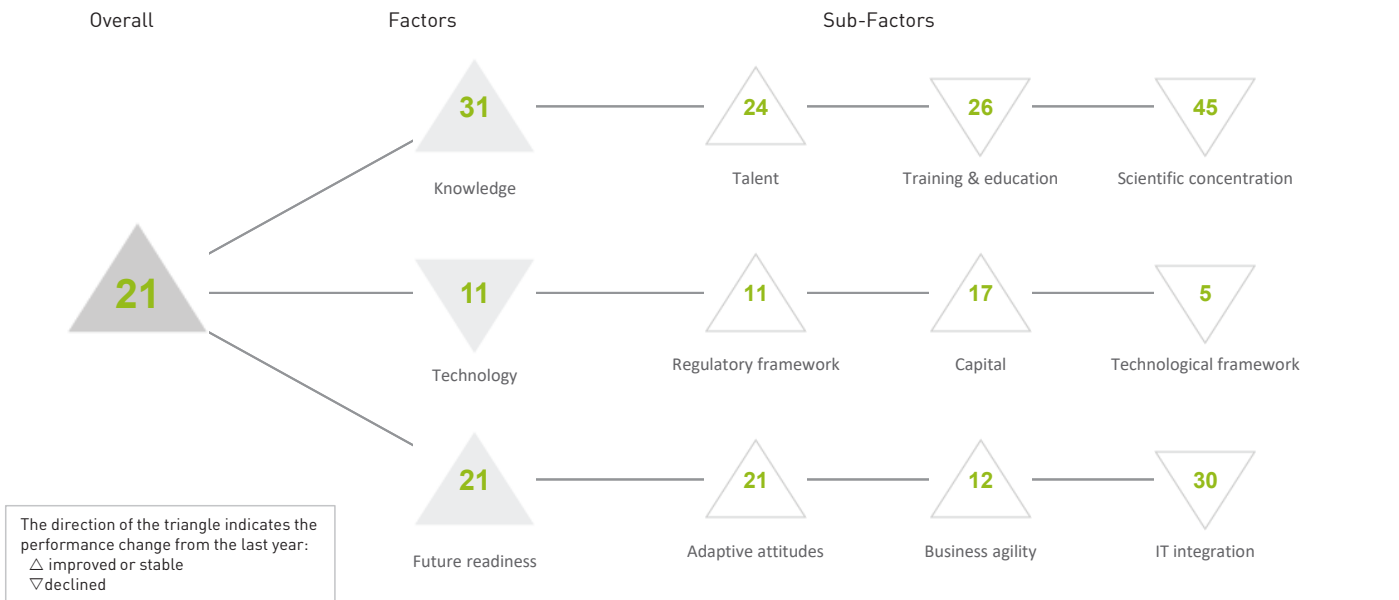 Overall
Factors
Sub-Factors
31
24
26
45
Knowledge
Talent
Training & education
Scientific concentration
21
11
11
17
5
Technology
Regulatory framework
Capital
Technological framework
21
21
12
30
Future readiness
Adaptive attitudes
Business agility
IT integration
The direction of the triangle indicates the
performance change from the last year:
△ improved or stable
▽declined